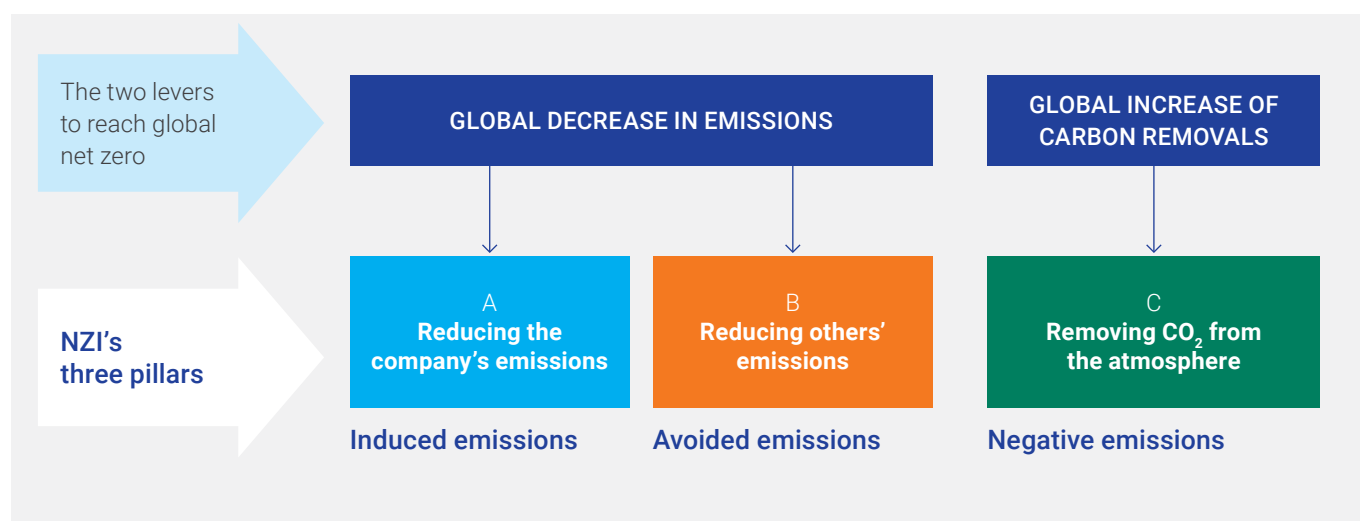 The two levers
to reach global
net zero
GLOBAL DECREASE IN EMISSIONS
GLOBAL INCREASE OF
CARBON REMOVALS
NZI’s
three pillars
A
Reducing the
company’s emissions
B
Reducing others’
emissions
C
Removing CO₂ from
the atmosphere
Induced emissions
Avoided emissions
Negative emissions